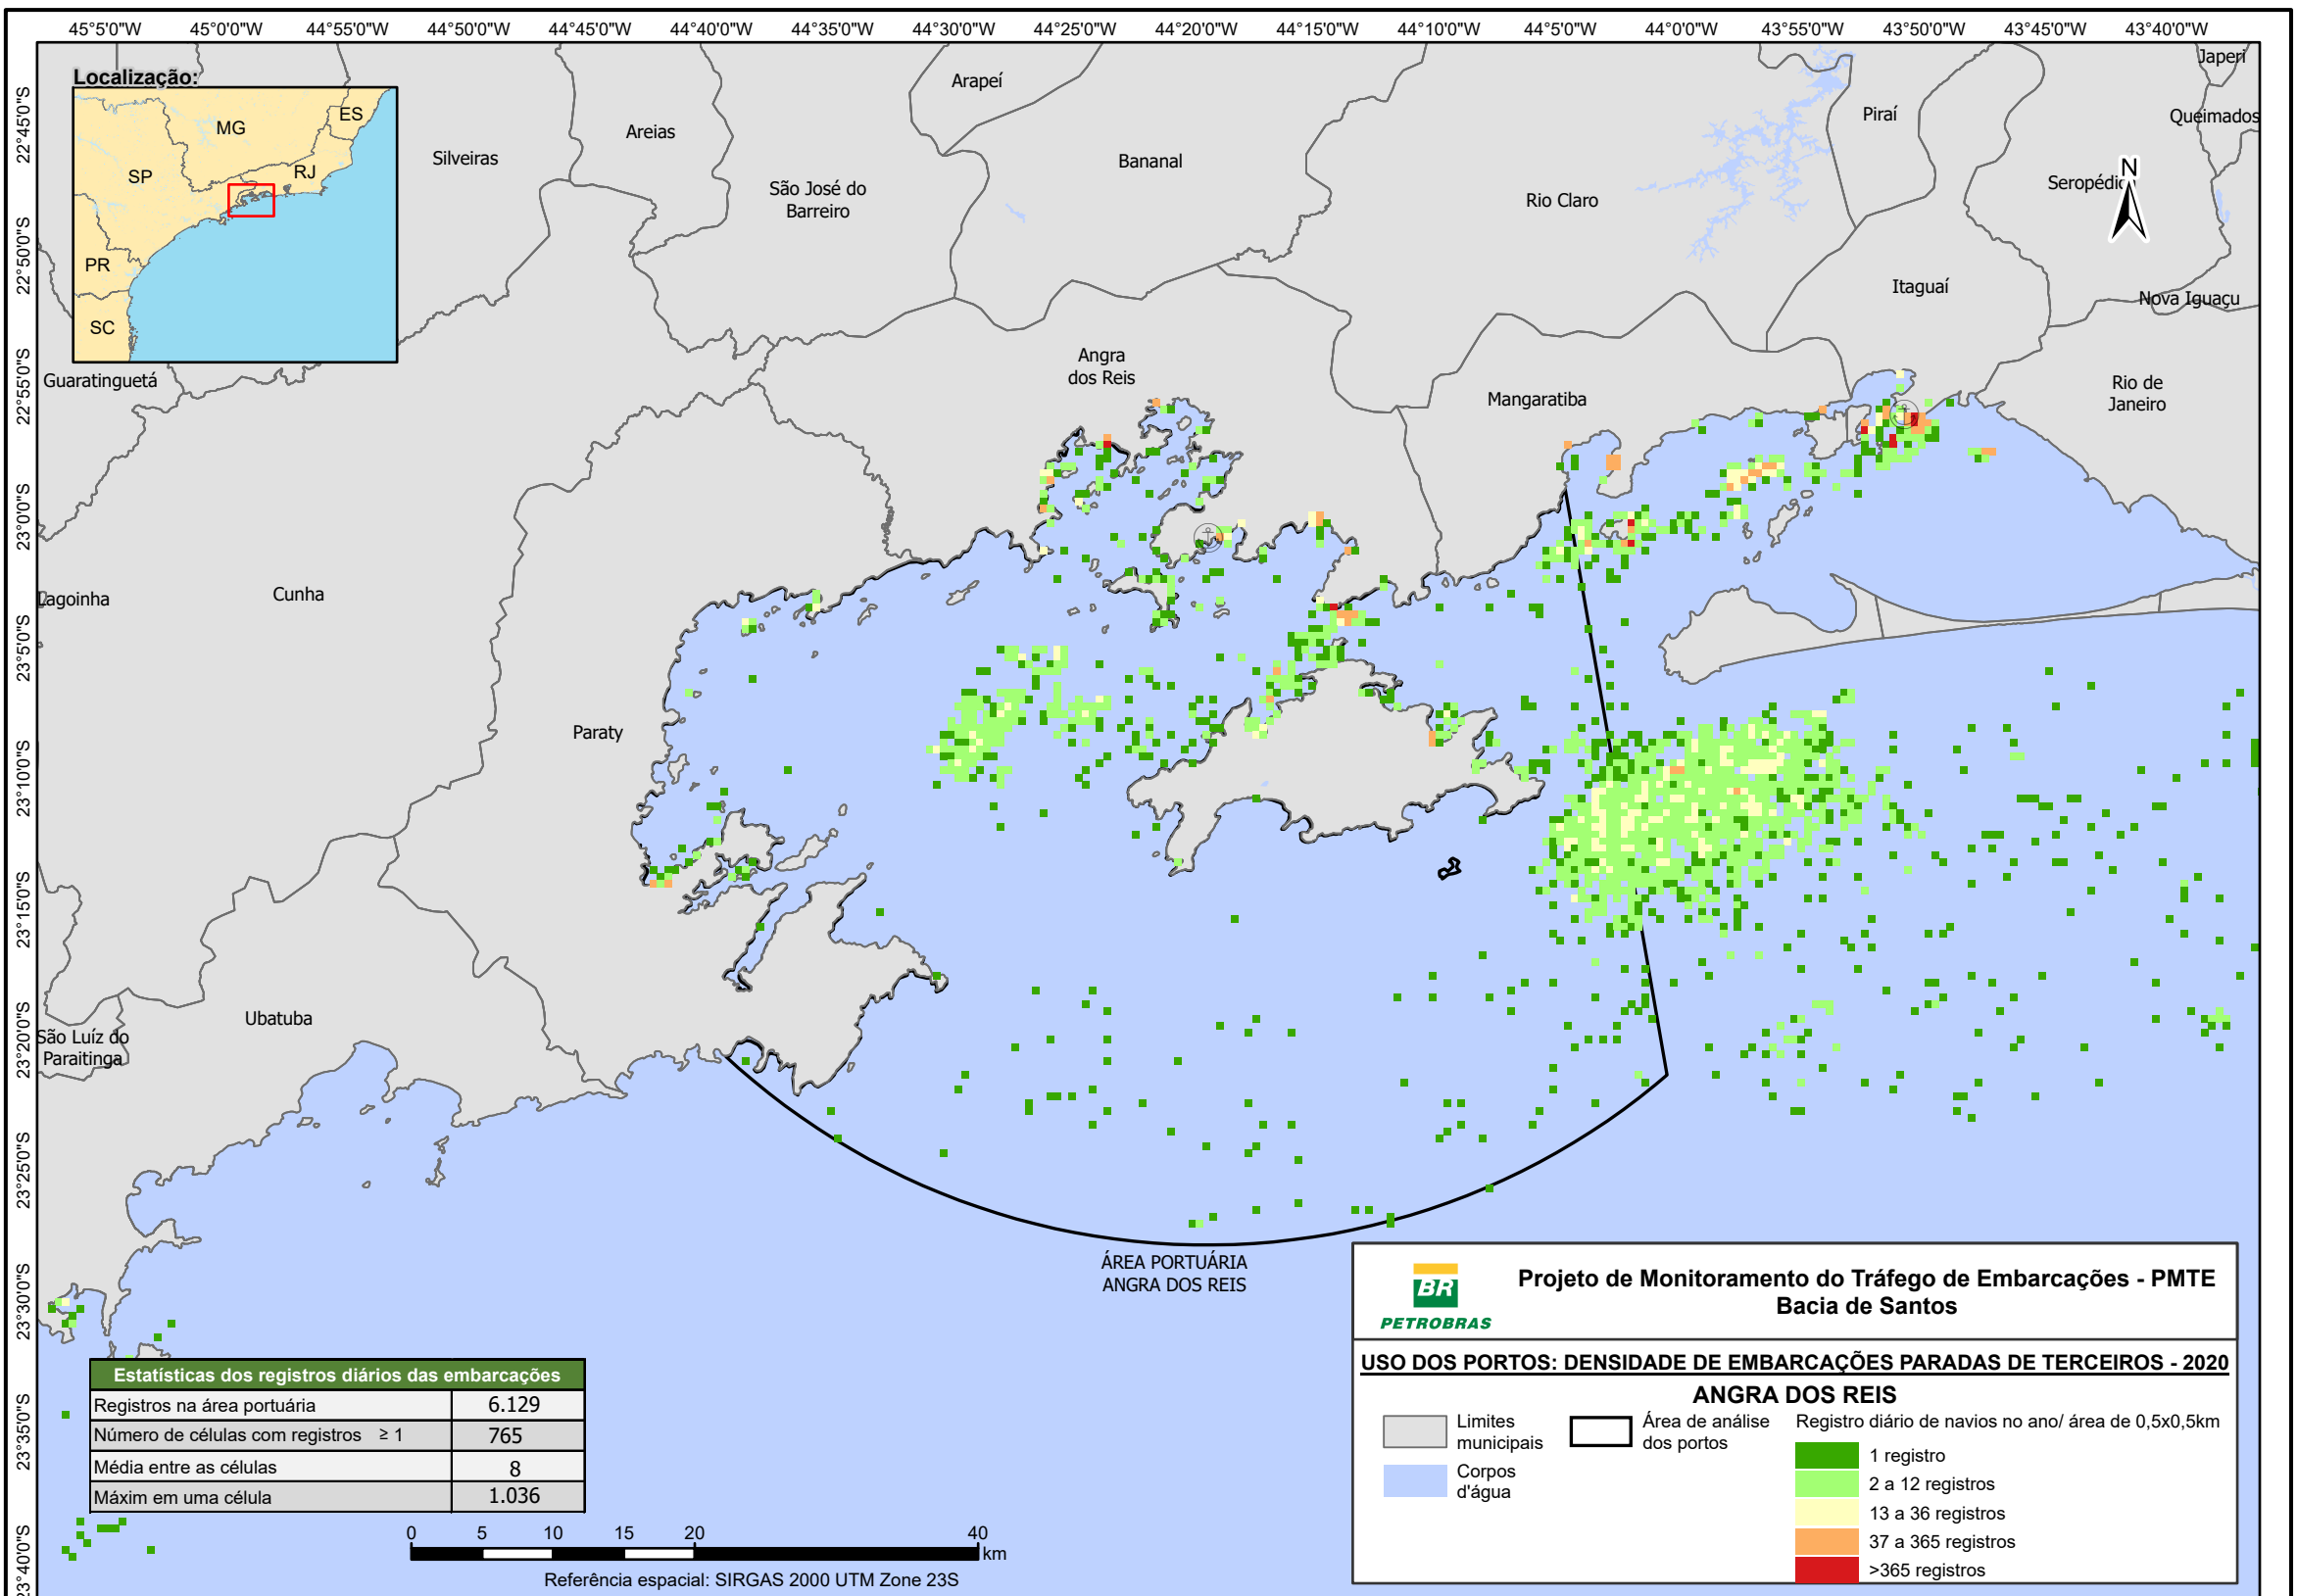 45°5'0"W 45°0'0"W 44°55'0"W 44°50'0"W 44°45'0"W 44°40'0"W 44°35'0"W 44°30'0"W 44°25'0"W 44°20'0"W 44°15'0"W 44°10'0"W 44°5'0"W 44°0'0"W 43°55'0"W 43°50'0"W 43°45'0"W 43°40'0"W
22°45'0"S
22°50'0"S
22°55'0"S
23°0'0"S
23°5'0"S
23°10'0"S
23°15'0"S
23°20'0"S
23°25'0"S
23°30'0"S
23°35'0"S
23°40'0"S
Localização:
MG
ES
SP
RJ
PR
SC
Japeri
Arapeí
Piraí
Queimados
Areias
Silveiras
Bananal
São José do
Barreiro
Rio Claro
N
Itaguaí
Nova Iguaçu
Guaratinguetá
Angra
dos Reis
Mangaratiba
Rio de
Janeiro
Lagoinha
Cunha
Paraty
Ubatuba
São Luíz do
Paraitinga
ÁREA PORTUÁRIA
ANGRA DOS REIS
Estatísticas dos registros diários das embarcações
Registros na área portuária 6.129
Número de células com registros ≥ 1 765
Média entre as células 8
Máxim em uma célula 1.036
0 5 10 15 20 40
km
Referência espacial: SIRGAS 2000 UTM Zone 23S
BR
PETROBRAS
Projeto de Monitoramento do Tráfego de Embarcações - PMTE
Bacia de Santos
USO DOS PORTOS: DENSIDADE DE EMBARCAÇÕES PARADAS DE TERCEIROS - 2020
ANGRA DOS REIS
Limites
municipais
Corpos
d'água
Área de análise
dos portos
Registro diário de navios no ano/ área de 0,5x0,5km
1 registro
2 a 12 registros
13 a 36 registros
37 a 365 registros
>365 registros